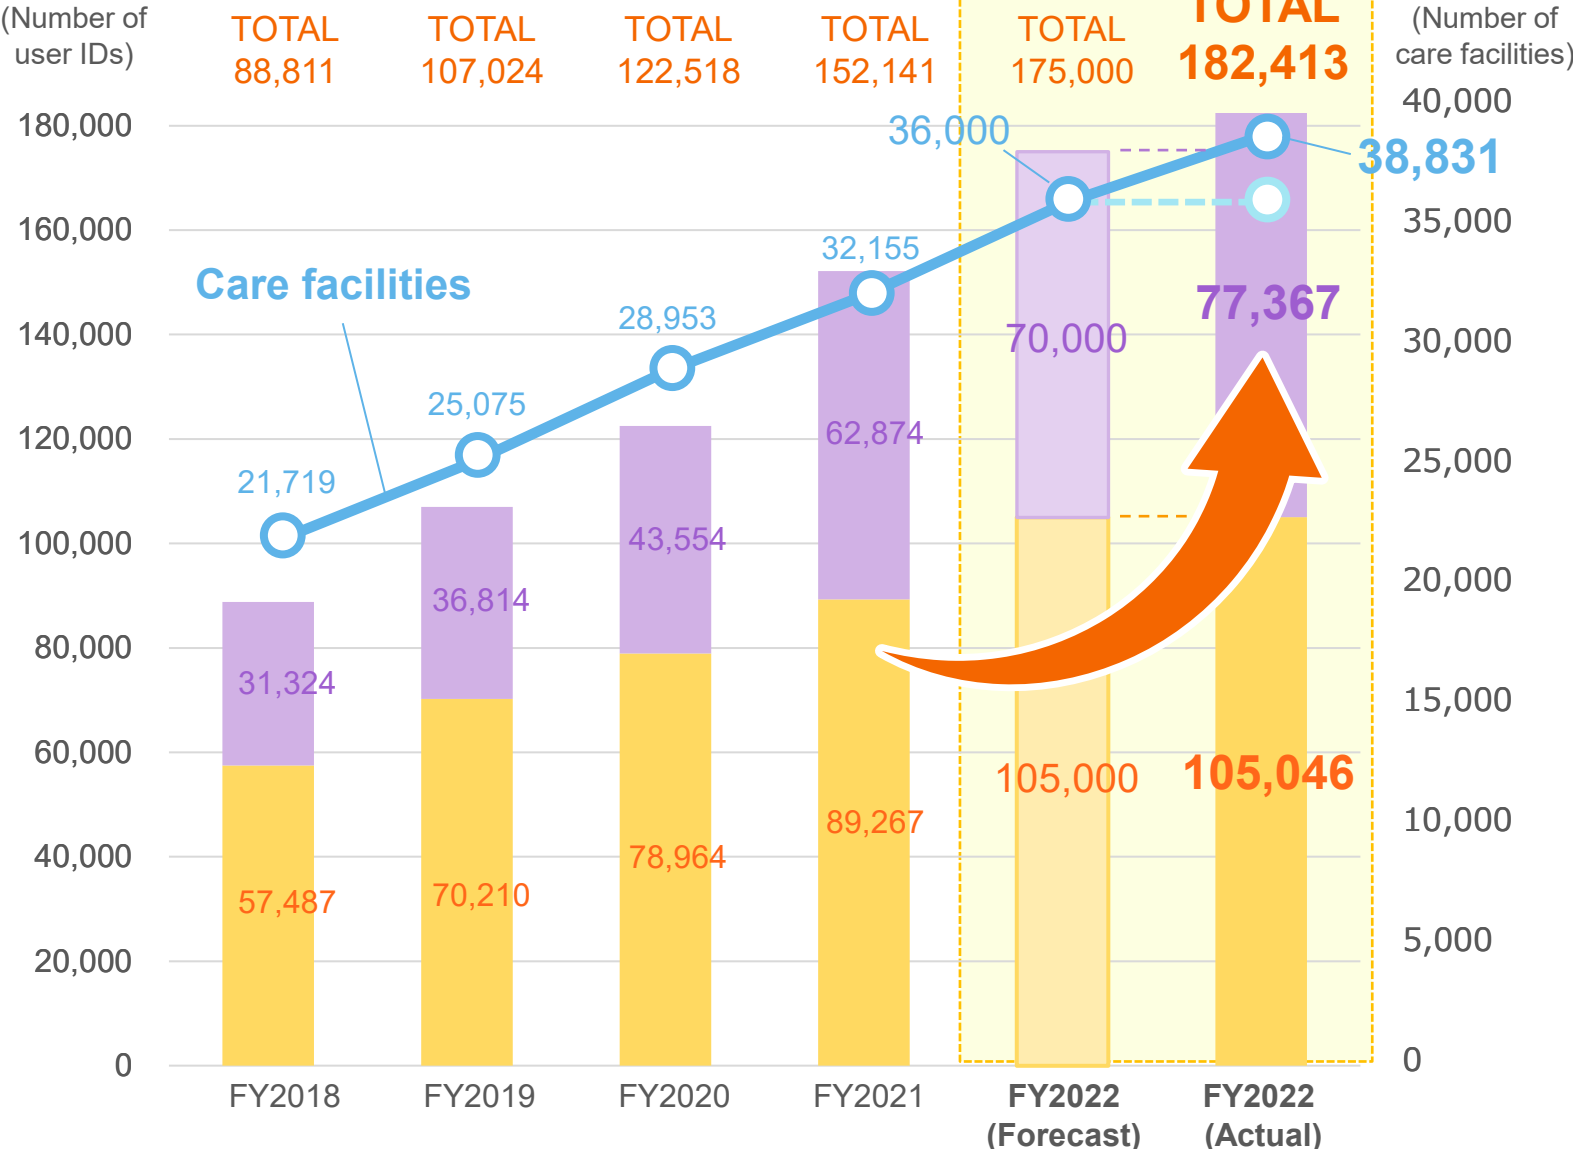 (Number of
user IDs)
TOTAL
88,811
TOTAL
107,024
TOTAL
122,518
TOTAL
152,141
TOTAL
175,000
TOTAL
182,413
(Number of
care facilities)
180,000
160,000
140,000
120,000
100,000
80,000
60,000
40,000
20,000
0
40,000
35,000
30,000
25,000
20,000
15,000
10,000
5,000
0
Care facilities
21,719
25,075
28,953
32,155
36,000
38,831
31,324
36,814
43,554
62,874
70,000
77,367
57,487
70,210
78,964
89,267
105,000
105,046
FY2018
FY2019
FY2020
FY2021
FY2022
(Forecast)
FY2022
(Actual)